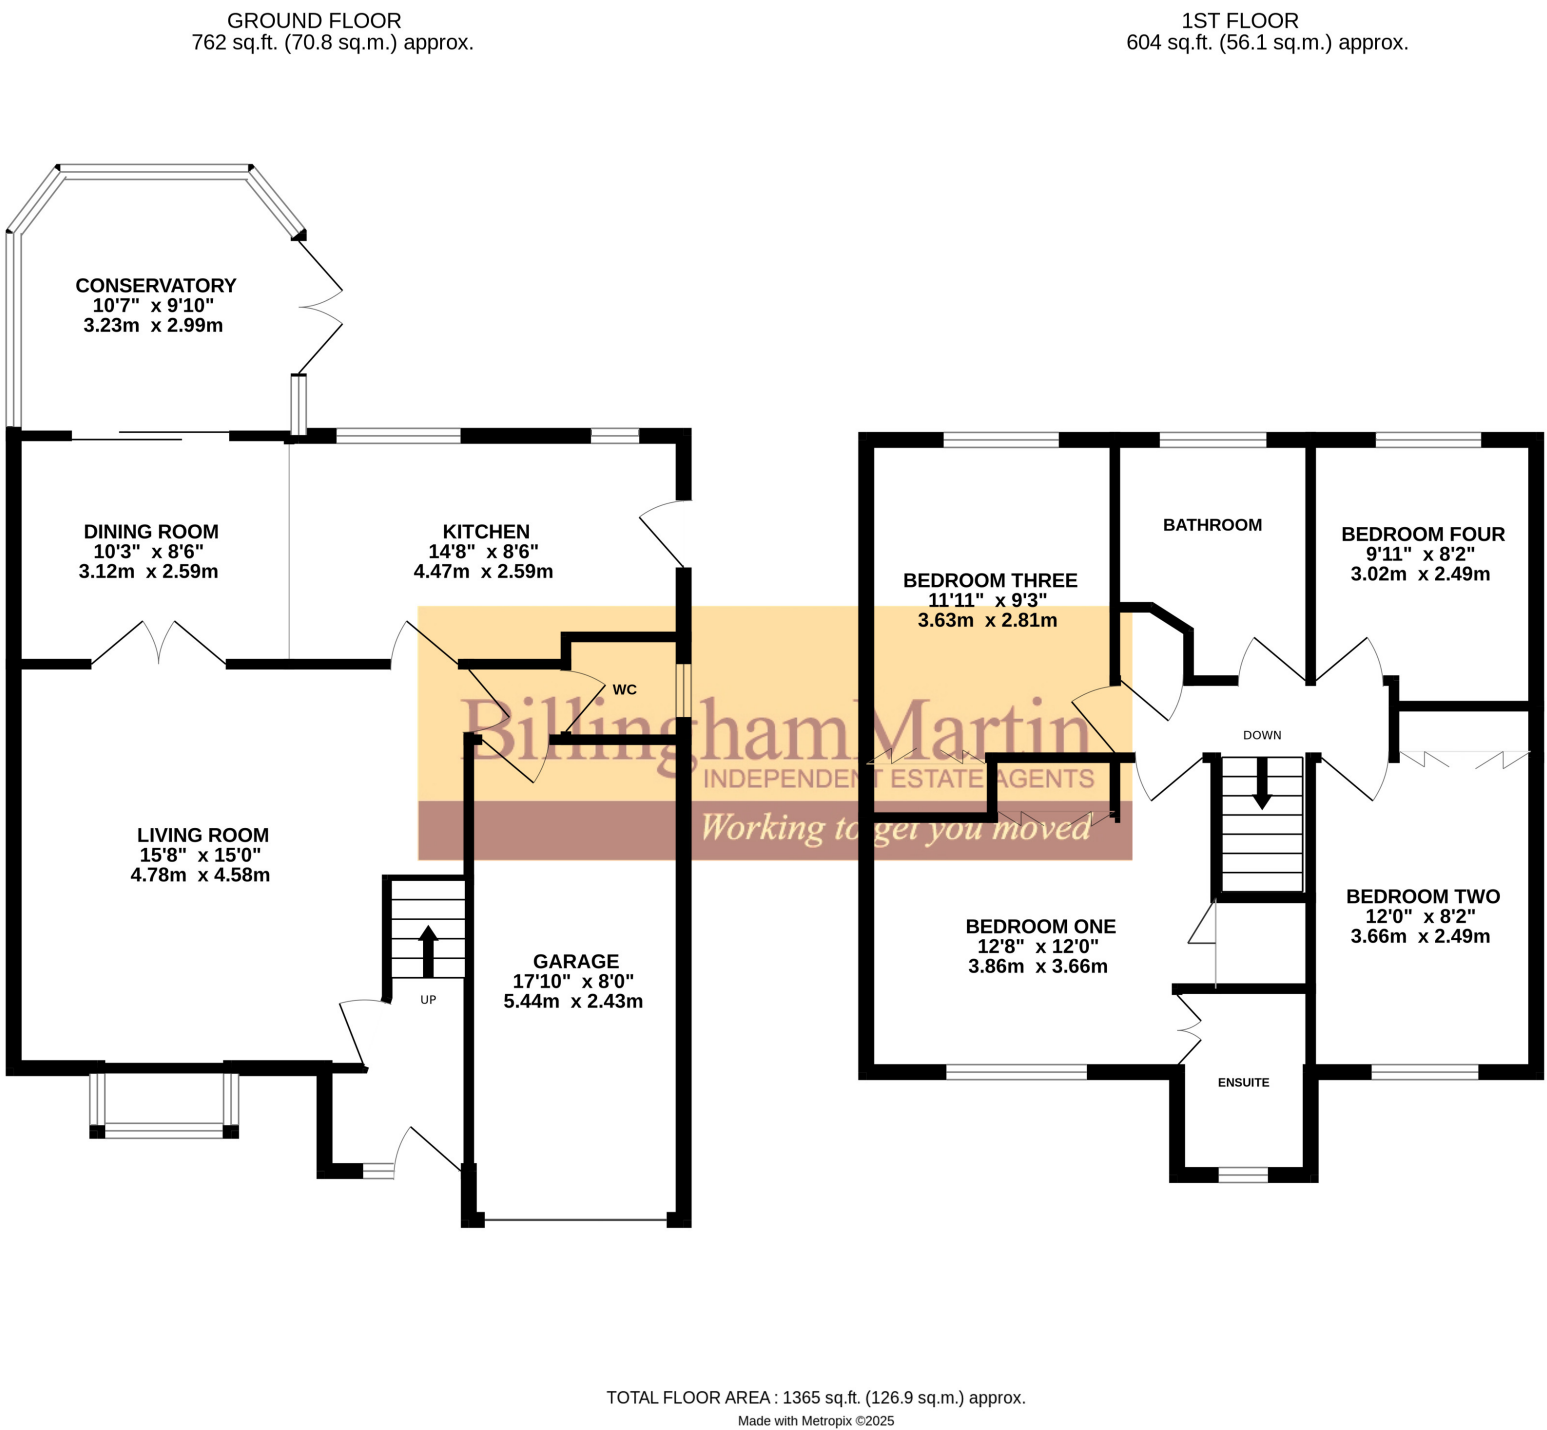 GROUND FLOOR
762 sq.ft. (70.8 sq.m.) approx.
1ST FLOOR
604 sq.ft. (56.1 sq.m.) approx.
CONSERVATORY
10'7" x 9'10"
3.23m x 2.99m
DINING ROOM
10'3" x 8'6"
3.12m x 2.59m
KITCHEN
14'8" x 8'6"
4.47m x 2.59m
WC
LIVING ROOM
15'8" x 15'0"
4.78m x 4.58m
UP
GARAGE
17'10" x 8'0"
5.44m x 2.43m
BEDROOM THREE
11'11" x 9'3"
3.63m x 2.81m
BATHROOM
BEDROOM FOUR
9'11" x 8'2"
3.02m x 2.49m
DOWN
BEDROOM ONE
12'8" x 12'0"
3.86m x 3.66m
BEDROOM TWO
12'0" x 8'2"
3.66m x 2.49m
ENSUITE
BillinghamMartin
INDEPENDENT ESTATE AGENTS
Working to get you moved
TOTAL FLOOR AREA : 1365 sq.ft. (126.9 sq.m.) approx.
Made with Metropix ©2025